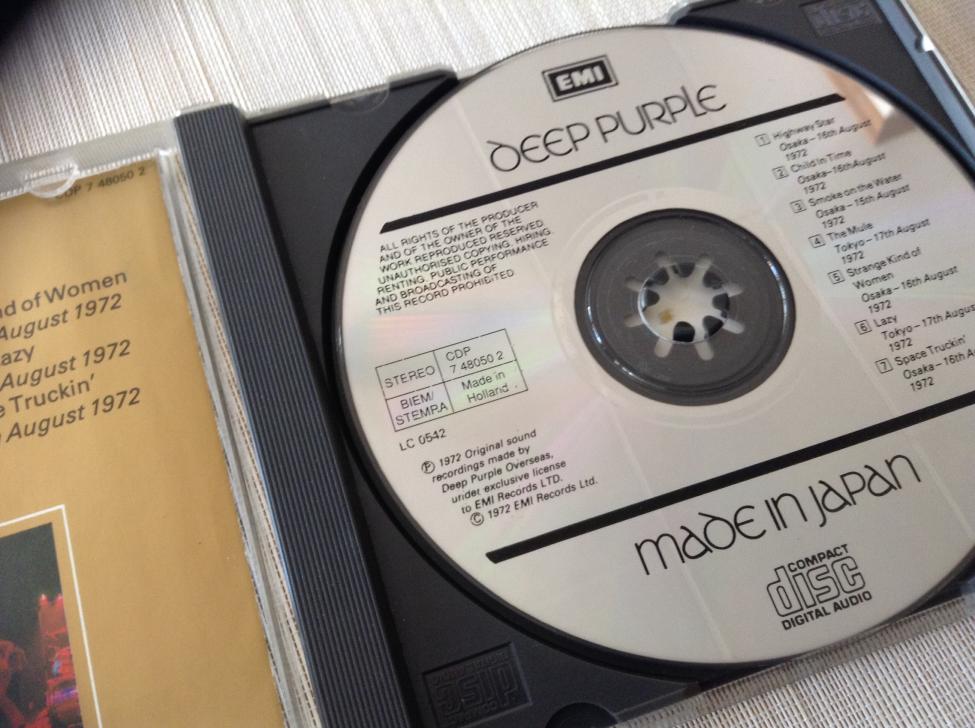 CDP 7 48050 2
nd of Women
August 1972
azy
August 1972
e Truckin'
August 1972
EMI
DEEP PURPLE
ALL RIGHTS OF THE PRODUCER
AND OF THE OWNER OF THE
WORK REPRODUCED RESERVED.
UNAUTHORISED COPYING, HIRING,
RENTING, PUBLIC PERFORMANCE
AND BROADCASTING OF
THIS RECORD PROHIBITED
STEREO
CDP
7 48050 2
BIEM/
STEMRA
Made in
Holland
LC 0542
℗ 1972 Original sound
recordings made by
Deep Purple Overseas,
under exclusive license
to EMI Records LTD.
© 1972 EMI Records Ltd.
1 Highway Star
Osaka – 16th August
1972
2 Child in Time
Osaka – 16th August
1972
3 Smoke on the Water
Osaka – 15th August
1972
4 The Mule
Tokyo – 17th August
1972
5 Strange Kind of
Women
Osaka – 16th August
1972
6 Lazy
Tokyo – 17th August
1972
7 Space Truckin'
Osaka – 16th A
1972
MADE IN JAPAN
COMPACT
disc
DIGITAL AUDIO